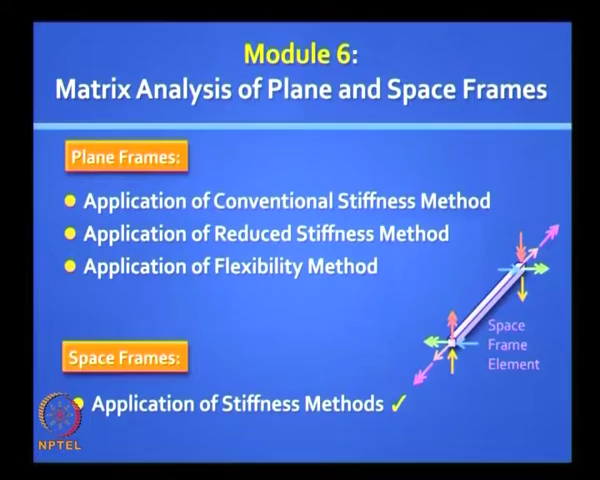 Module 6:
Matrix Analysis of Plane and Space Frames
Plane Frames:
Application of Conventional Stiffness Method
Application of Reduced Stiffness Method
Application of Flexibility Method
Space
Frame
Element
Space Frames:
Application of Stiffness Methods ✓
NPTEL